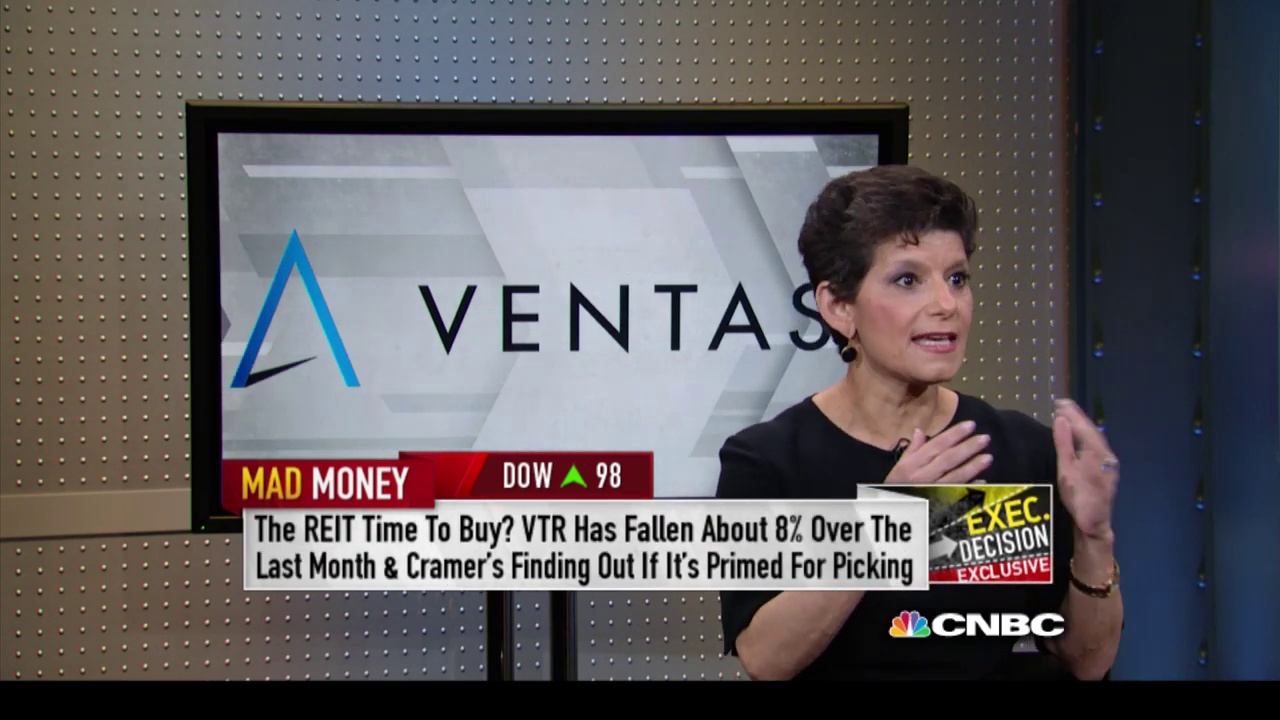 VENTAS
MAD MONEY
DOW 98
The REIT Time To Buy? VTR Has Fallen About 8% Over The
Last Month & Cramer's Finding Out If It's Primed For Picking
EXEC.
DECISION
EXCLUSIVE
CNBC